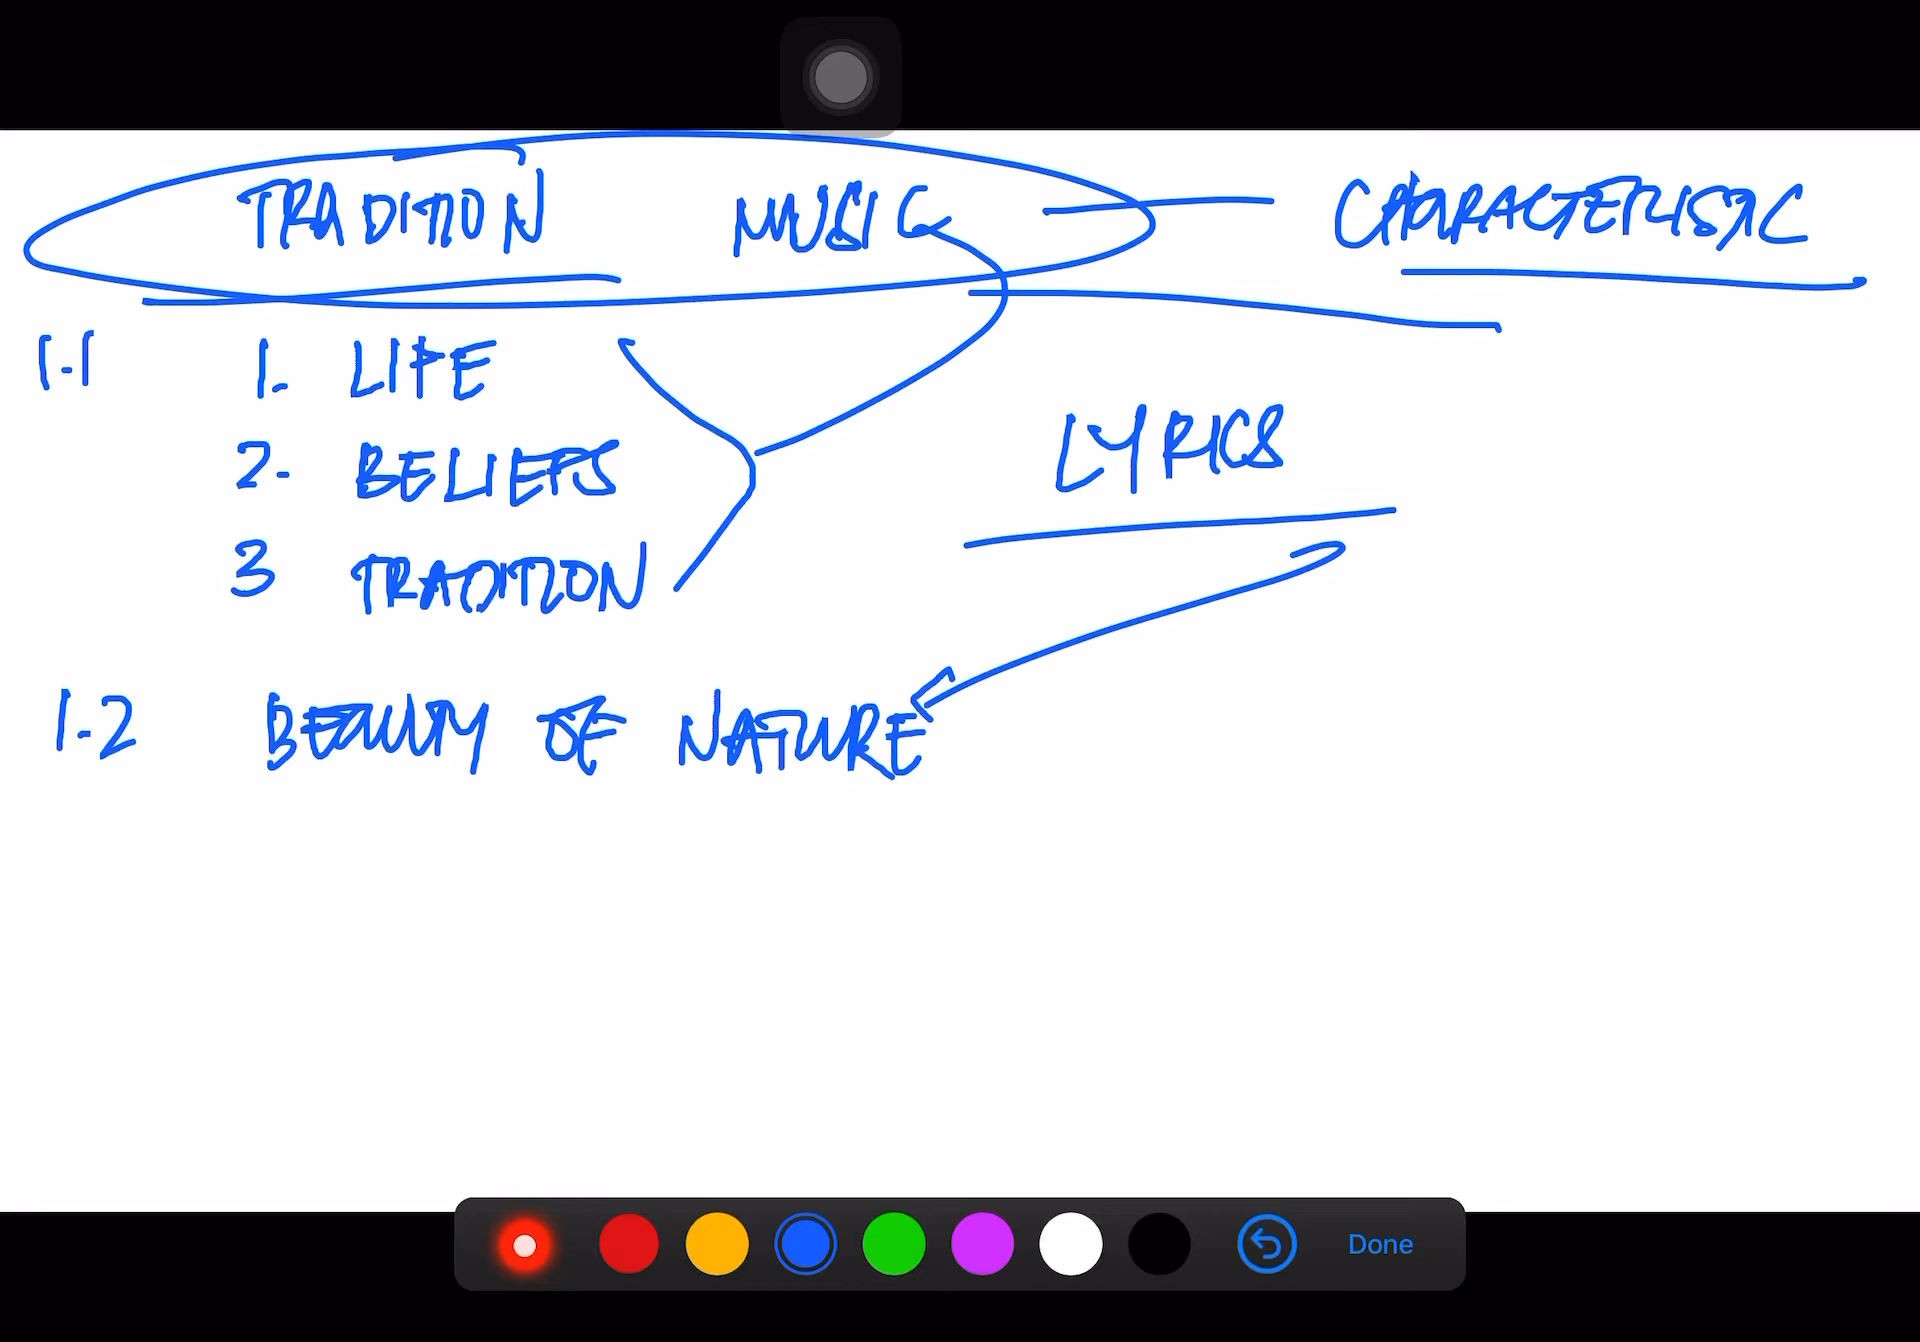 TRADITION MUSIC CHARACTERISTIC
1.1 1. LIFE
2. BELIEFS
3 TRADITION
LYRICS
1.2 BEAUTY OF NATURE
Done